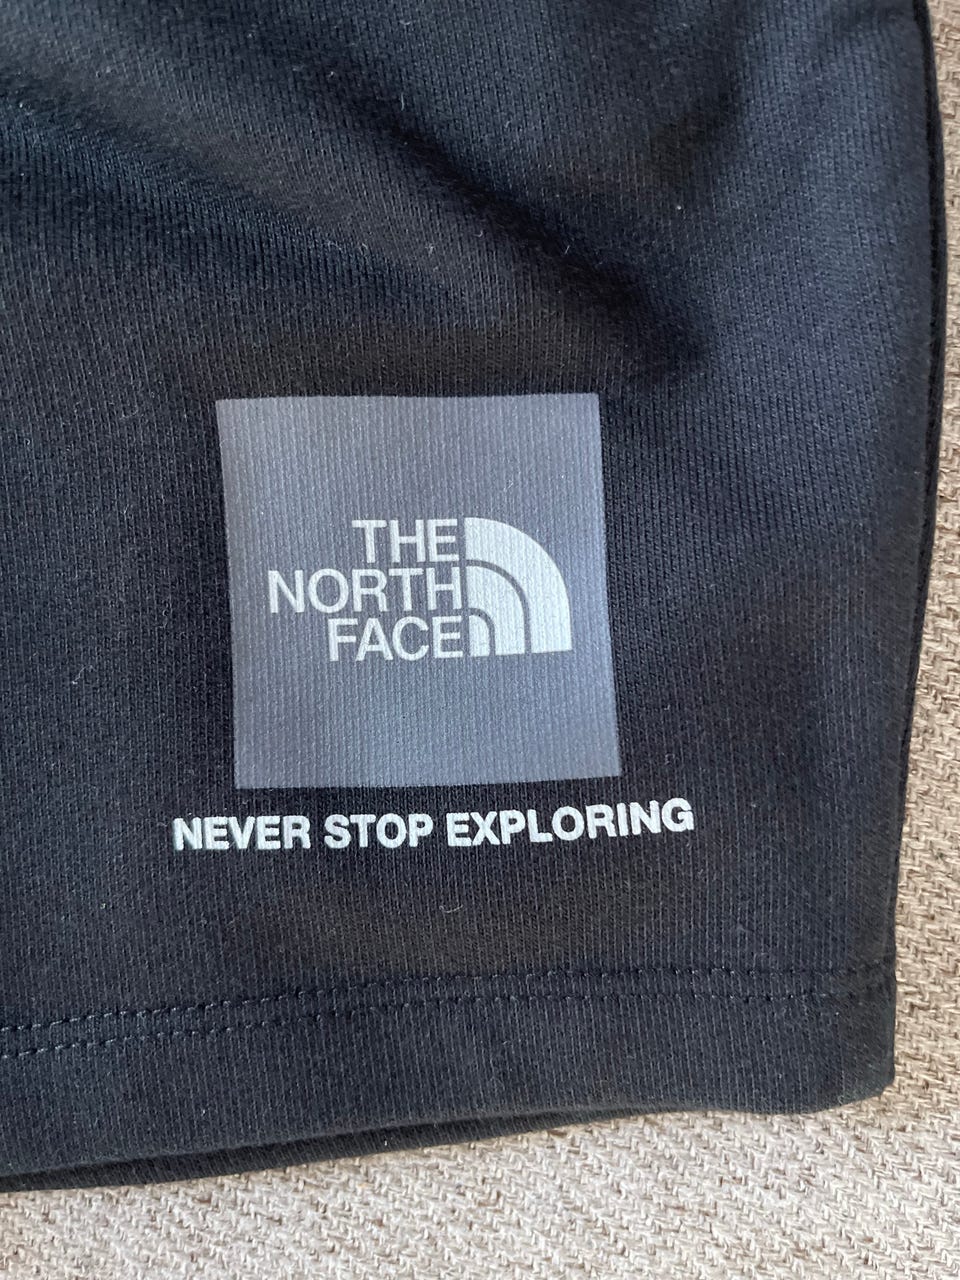 THE
NORTH
FACE
NEVER STOP EXPLORING